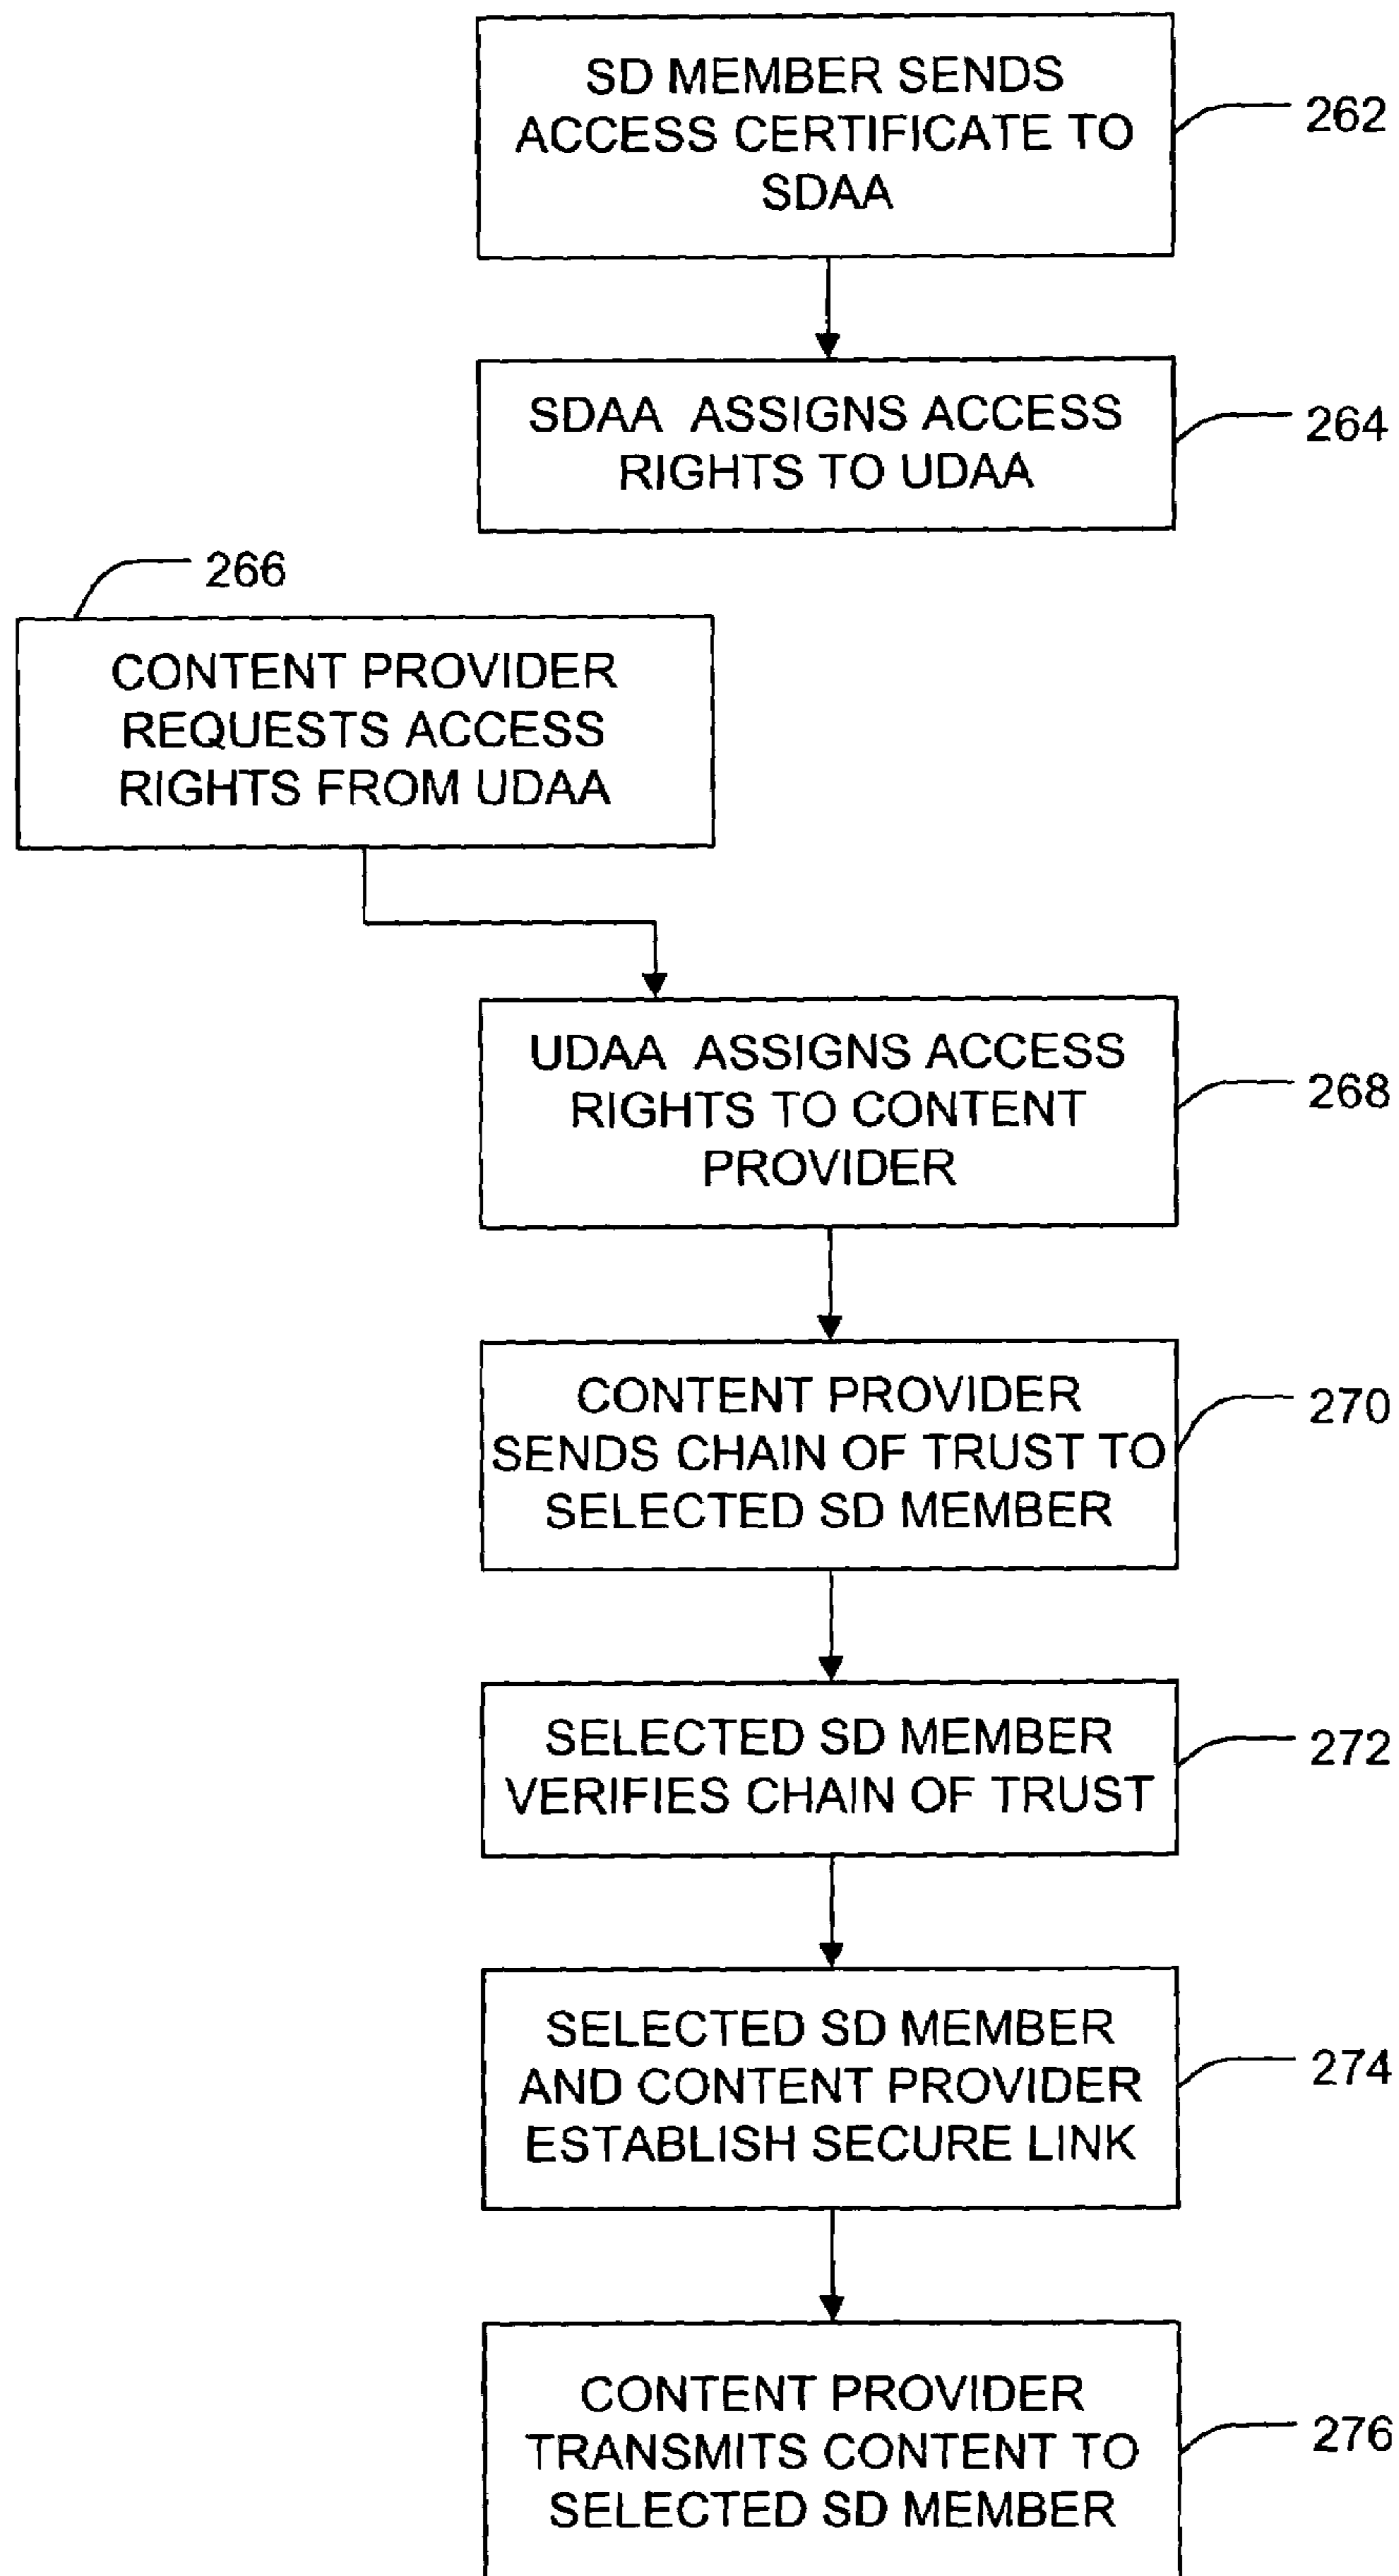 SD MEMBER SENDS
ACCESS CERTIFICATE TO
SDAA
262
SDAA ASSIGNS ACCESS
RIGHTS TO UDAA
264
266
CONTENT PROVIDER
REQUESTS ACCESS
RIGHTS FROM UDAA
UDAA ASSIGNS ACCESS
RIGHTS TO CONTENT
PROVIDER
268
CONTENT PROVIDER
SENDS CHAIN OF TRUST TO
SELECTED SD MEMBER
270
SELECTED SD MEMBER
VERIFIES CHAIN OF TRUST
272
SELECTED SD MEMBER
AND CONTENT PROVIDER
ESTABLISH SECURE LINK
274
CONTENT PROVIDER
TRANSMITS CONTENT TO
SELECTED SD MEMBER
276